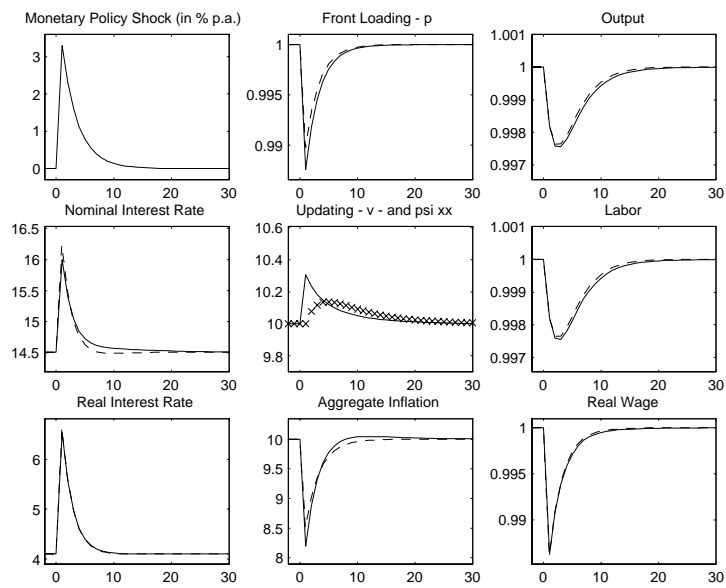 Monetary Policy Shock (in % p.a.)
3
2
1
0
0 10 20 30
Front Loading - p
1
0.995
0.99
0 10 20 30
Output
1.001
1
0.999
0.998
0.997
0 10 20 30
Nominal Interest Rate
16.5
16
15.5
15
14.5
0 10 20 30
Updating - v - and psi xx
10.6
10.4
10.2
10.0
9.8
0 10 20 30
Labor
1.001
1
0.999
0.998
0.997
0 10 20 30
Real Interest Rate
6
5
4
0 10 20 30
Aggregate Inflation
10
9.5
9
8.5
8
0 10 20 30
Real Wage
1
0.995
0.99
0 10 20 30